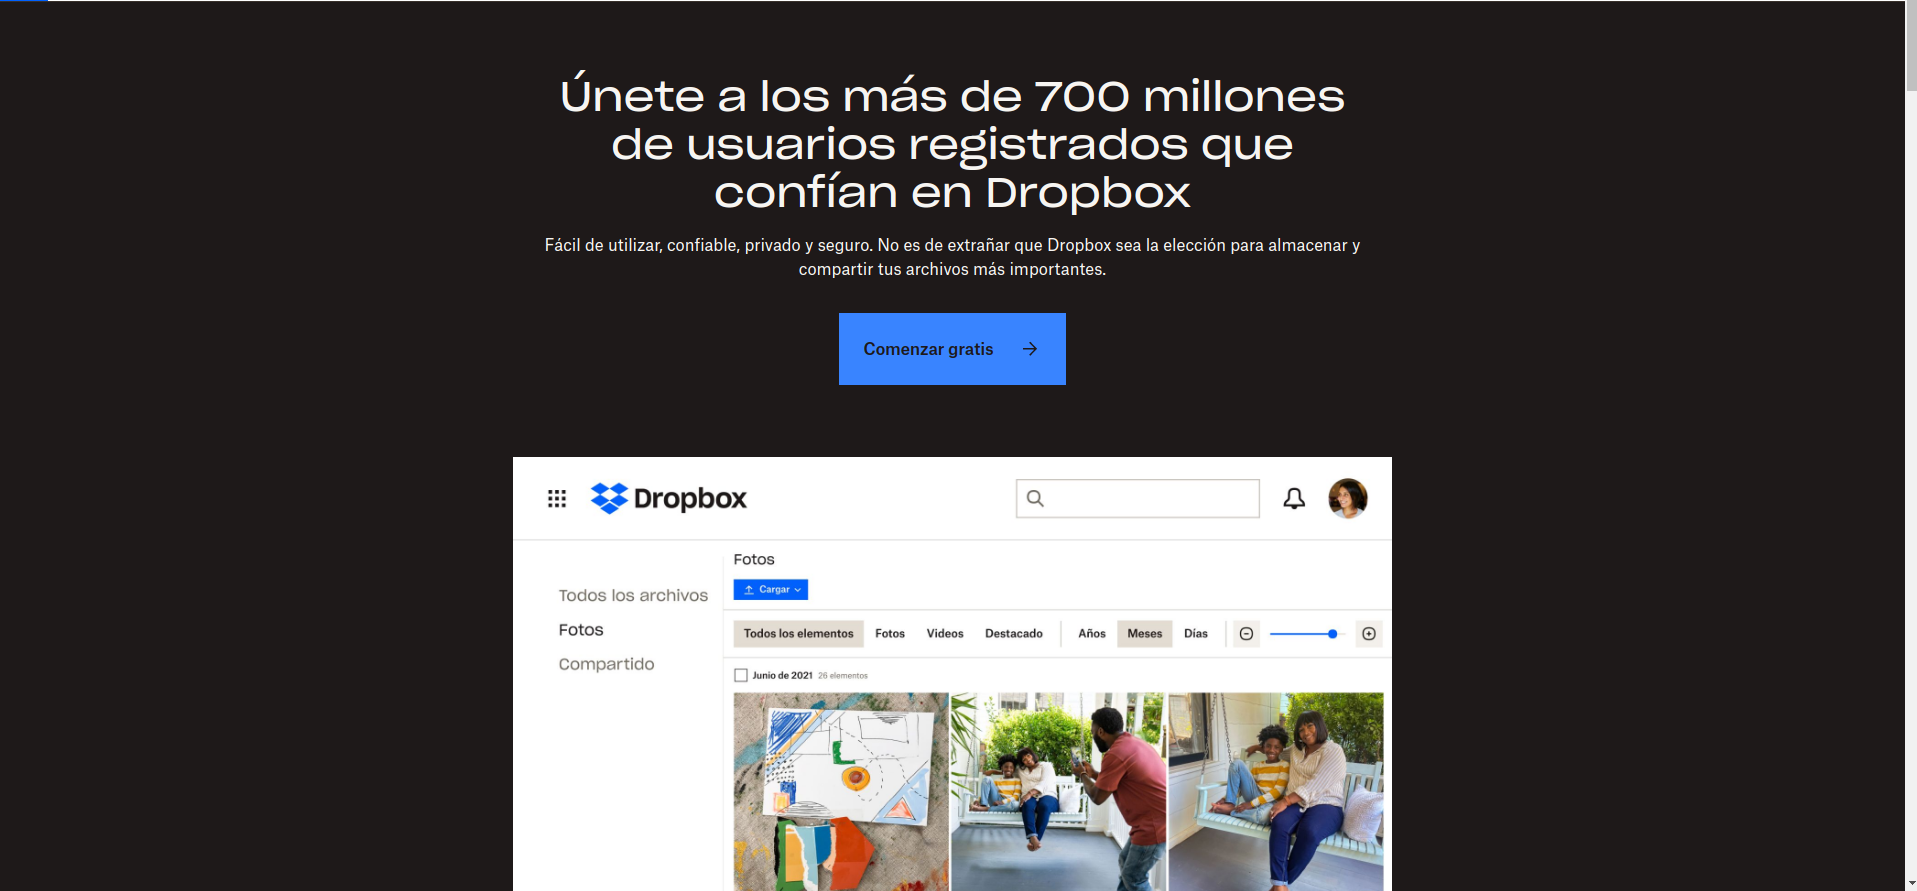 Únete a los más de 700 millones
de usuarios registrados que
confían en Dropbox
Fácil de utilizar, confiable, privado y seguro. No es de extrañar que Dropbox sea la elección para almacenar y
compartir tus archivos más importantes.
Comenzar gratis
Dropbox
Todos los archivos
Fotos
Compartido
Fotos
Cargar
Todos los elementos Fotos Videos Destacado Años Meses Días
Junio de 2021 26 elementos